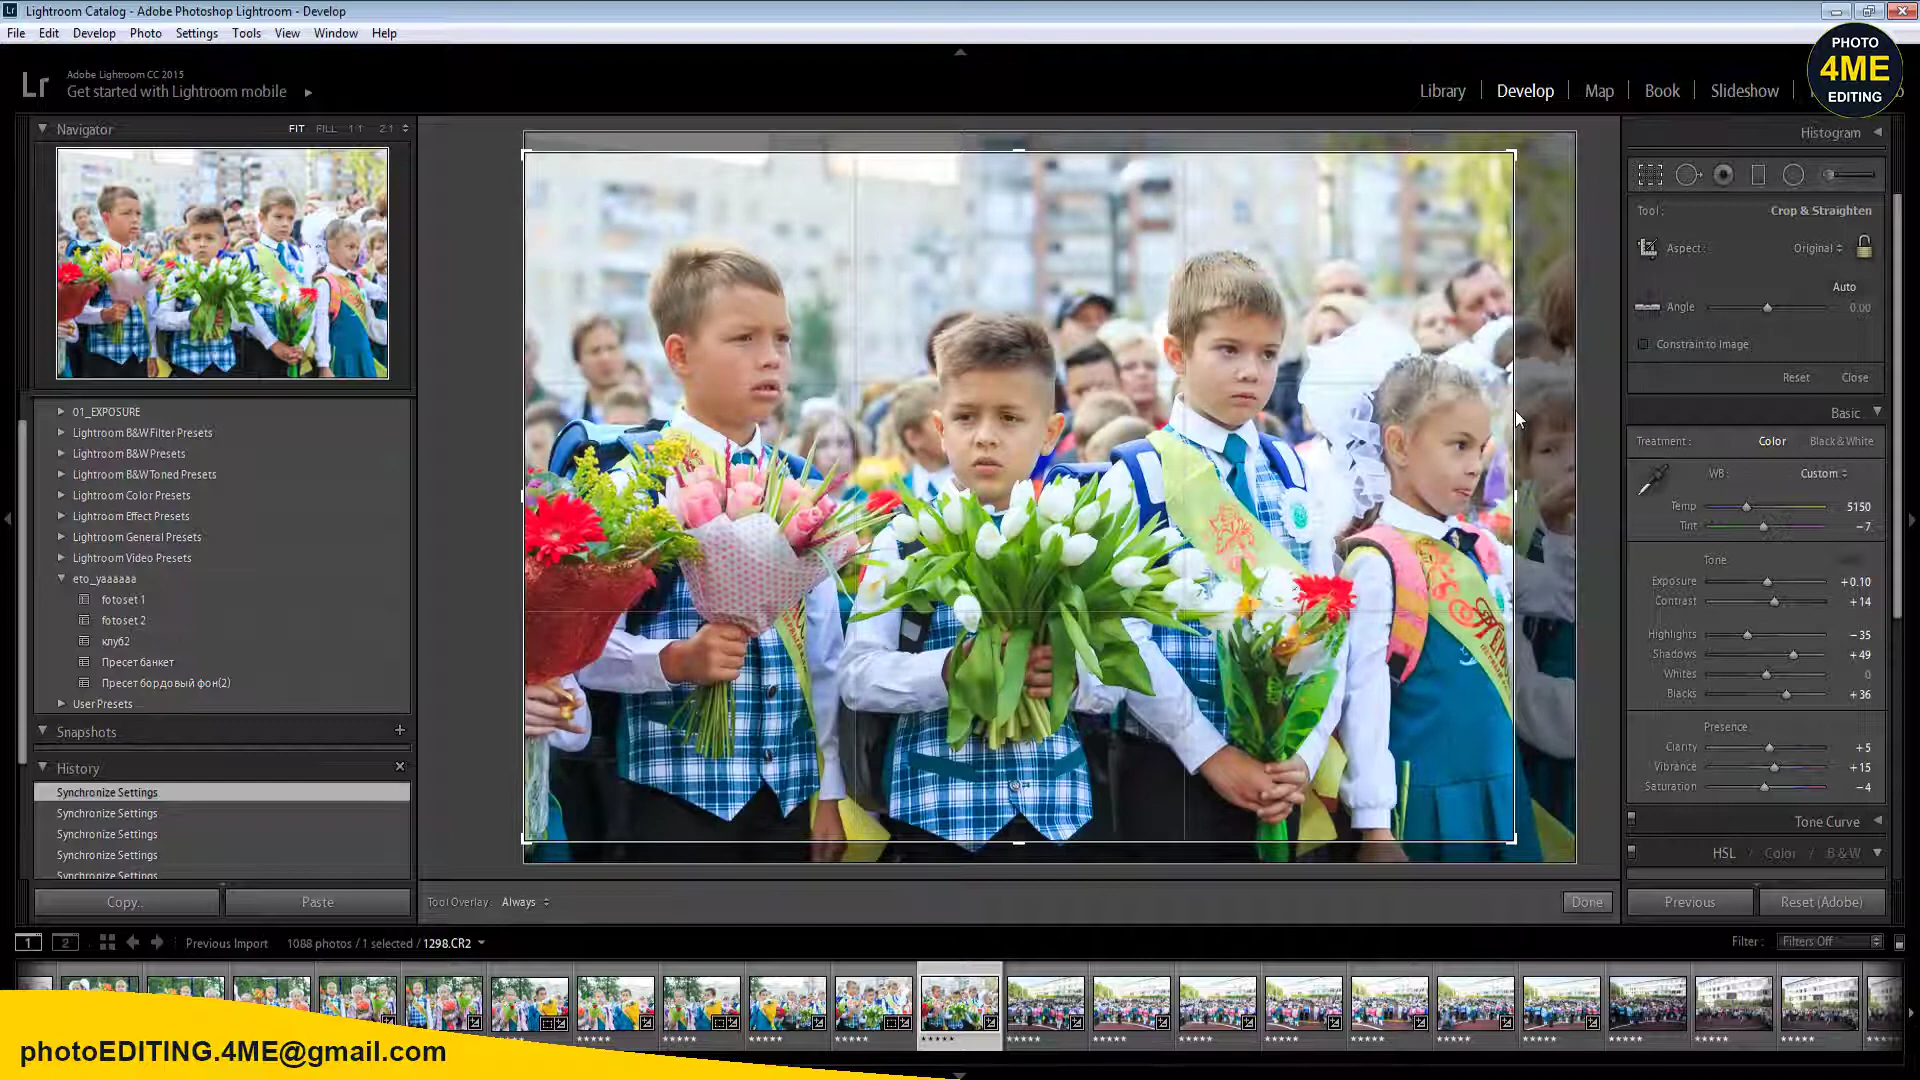 Lightroom Catalog - Adobe Photoshop Lightroom - Develop
File Edit Develop Photo Settings Tools View Window Help
PHOTO
4ME
EDITING
Lr
Adobe Lightroom CC 2015
Get started with Lightroom mobile
Library Develop Map Book Slideshow
Navigator FIT FILL 1:1 2:1
Histogram
Tool : Crop & Straighten
Aspect : Original
Auto
Angle 0.00
Constrain to Image
Reset Close
01_EXPOSURE
Lightroom B&W Filter Presets
Lightroom B&W Presets
Lightroom B&W Toned Presets
Lightroom Color Presets
Lightroom Effect Presets
Lightroom General Presets
Lightroom Video Presets
eto_yaaaaaa
fotoset 1
fotoset 2
клуб2
Пресет банкет
Пресет бордовый фон(2)
User Presets
Snapshots +
History
Synchronize Settings
Synchronize Settings
Synchronize Settings
Synchronize Settings
Synchronize Settings
Copy... Paste
Basic
Treatment : Color Black & White
WB : Custom
Temp 5150
Tint -7
Tone
Exposure +0.10
Contrast +14
Highlights -35
Shadows +49
Whites 0
Blacks +36
Presence
Clarity +5
Vibrance +15
Saturation -4
Tone Curve
HSL / Color / B & W
Previous Reset (Adobe)
Tool Overlay: Always Done
1 2 Previous Import 1088 photos / 1 selected / 1298.CR2
Filter : Filters Off
photoEDITING.4ME@gmail.com